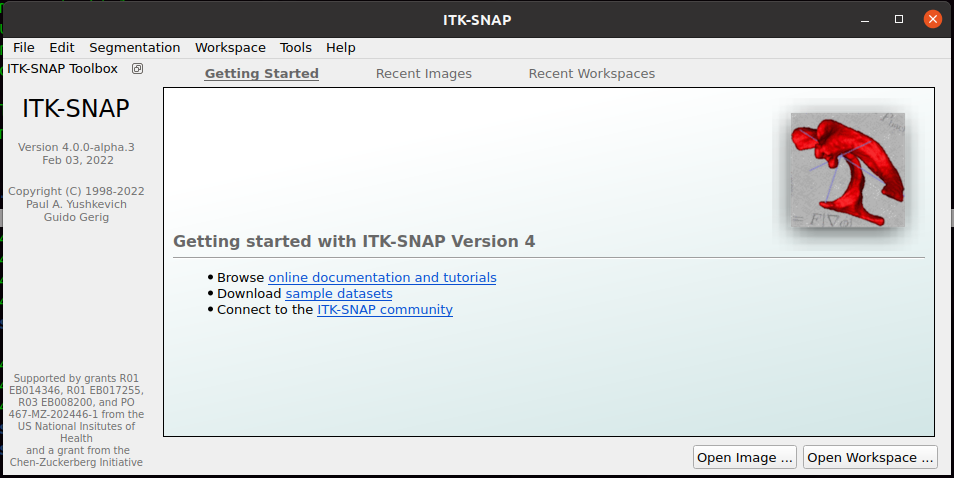 ITK-SNAP
File Edit Segmentation Workspace Tools Help
ITK-SNAP Toolbox
Getting Started Recent Images Recent Workspaces
ITK-SNAP
Version 4.0.0-alpha.3
Feb 03, 2022
Copyright (C) 1998-2022
Paul A. Yushkevich
Guido Gerig
Supported by grants R01
EB014346, R01 EB017255,
R03 EB008200, and PO
467-MZ-202446-1 from the
US National Insitutes of
Health
and a grant from the
Chen-Zuckerberg Initiative
Getting started with ITK-SNAP Version 4
• Browse online documentation and tutorials
• Download sample datasets
• Connect to the ITK-SNAP community
Open Image ... Open Workspace ...